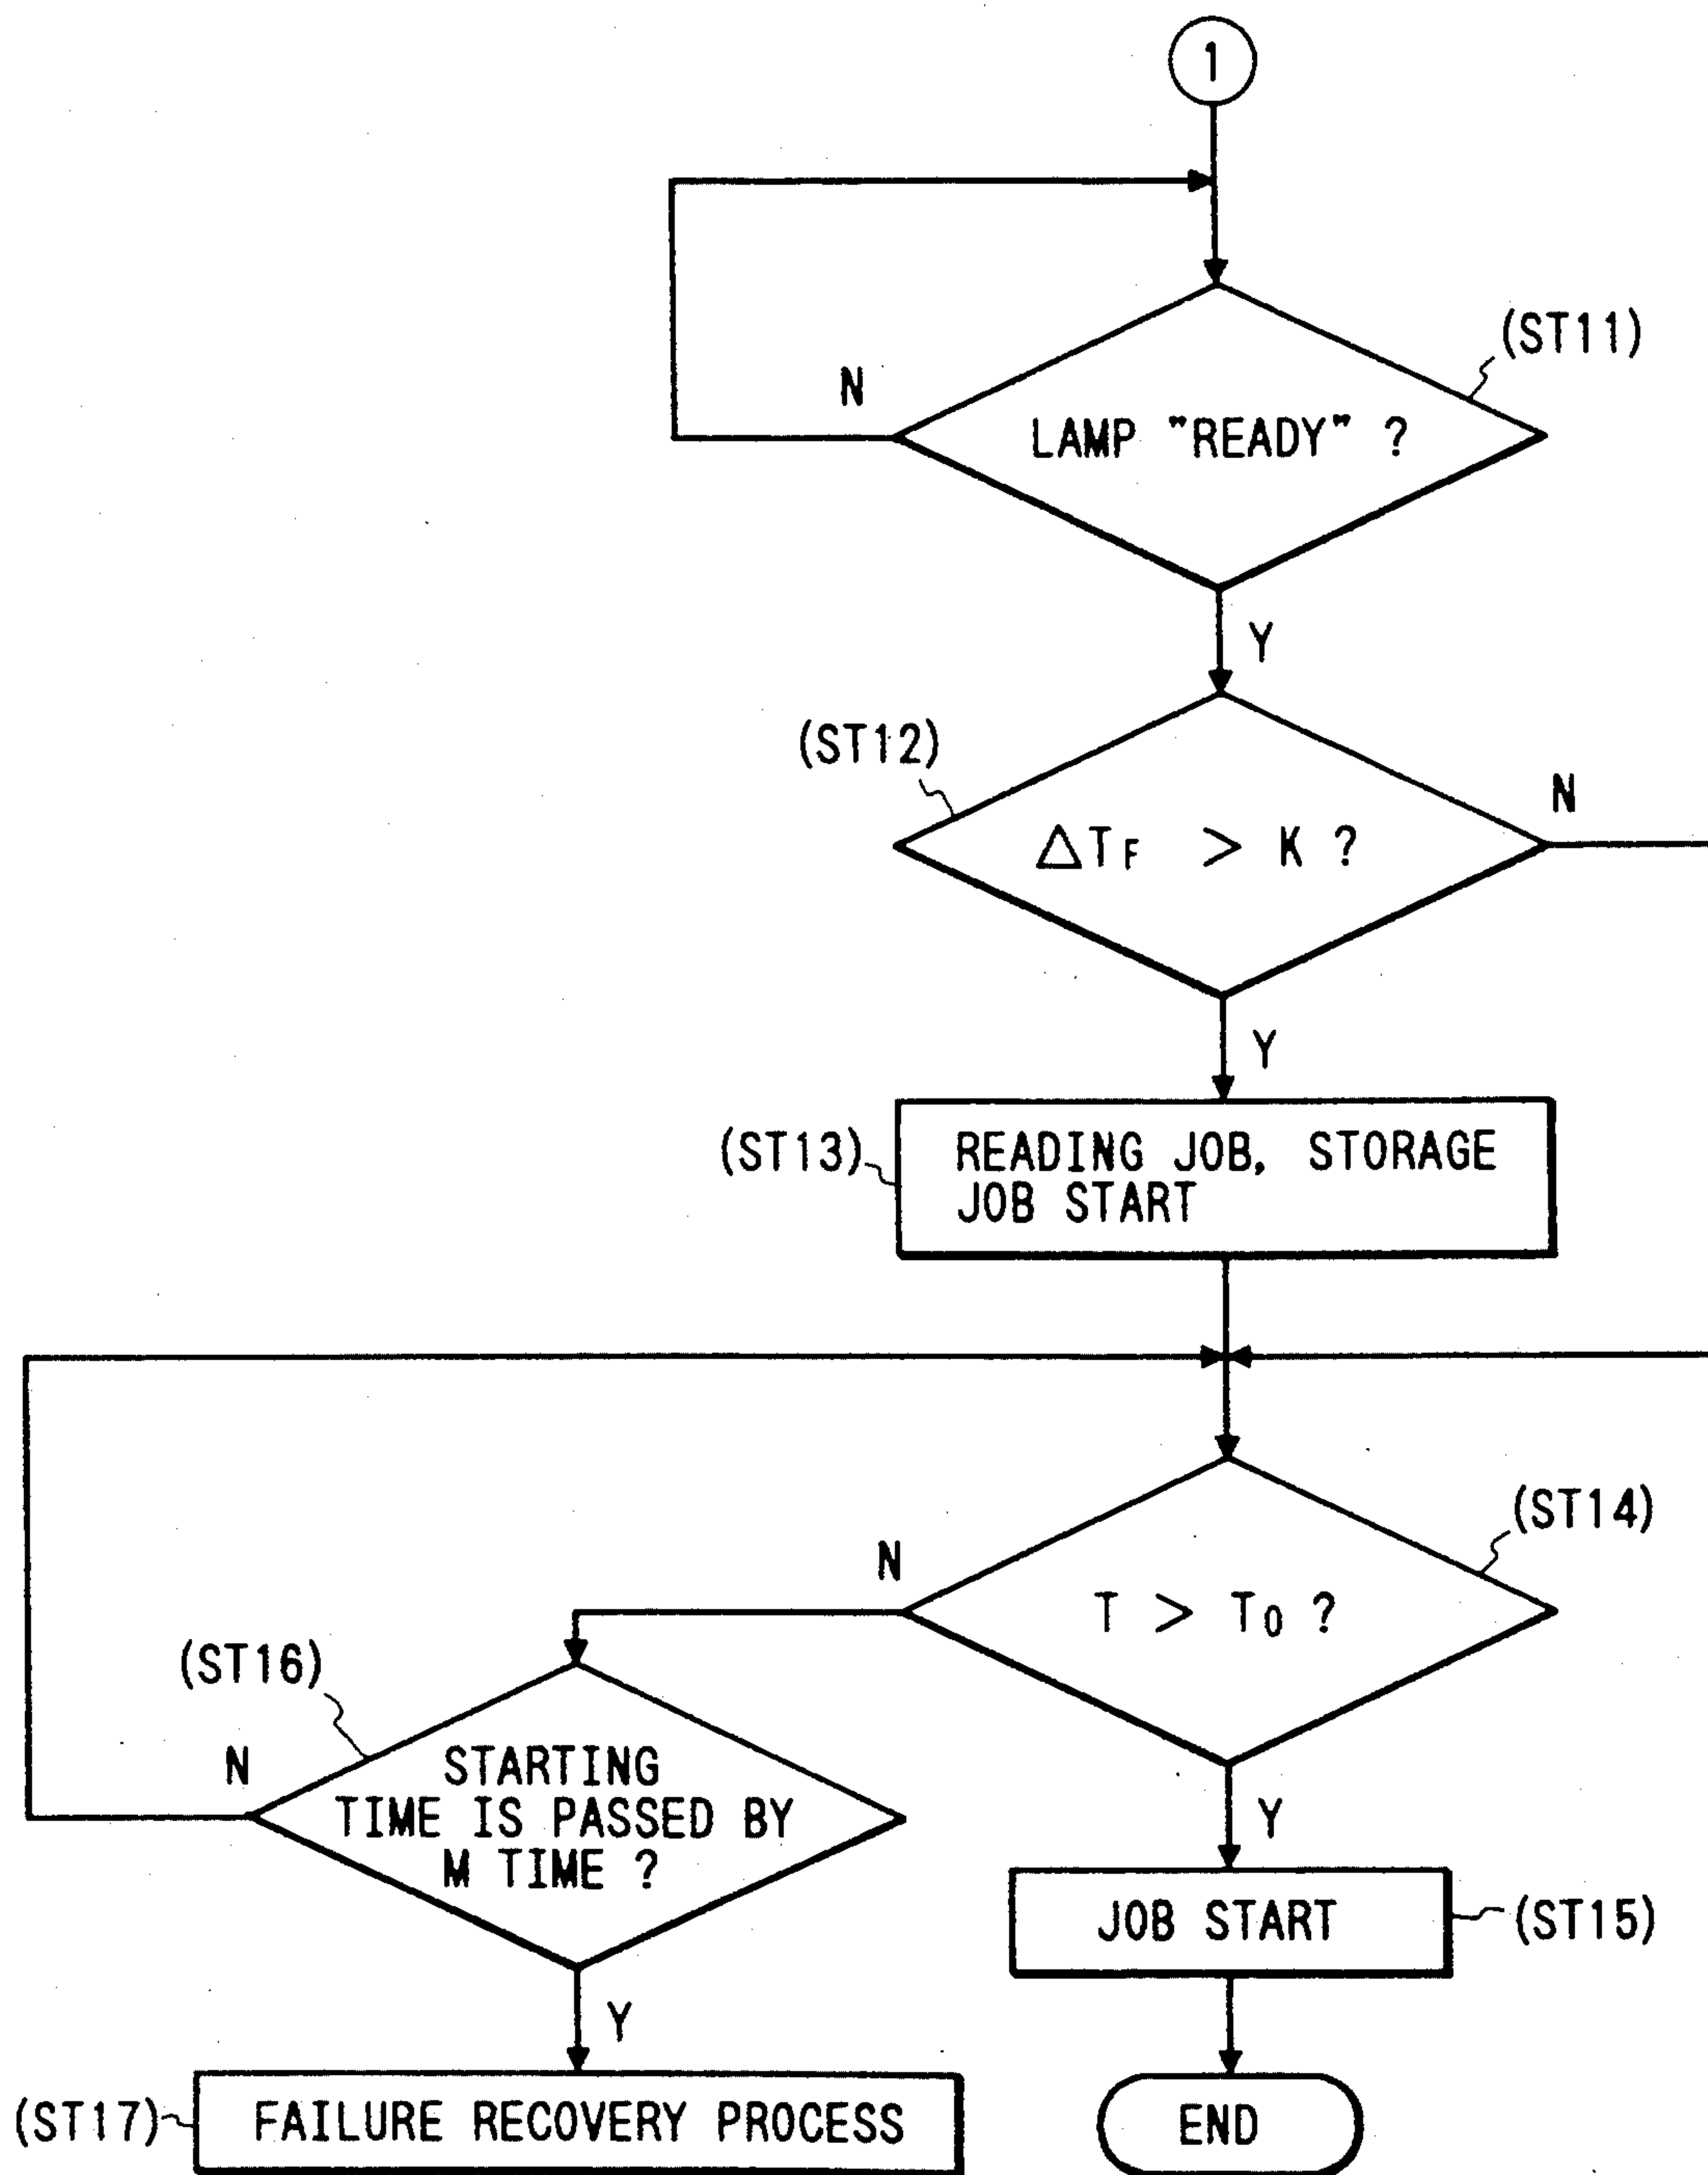 1
(ST11)
N
LAMP "READY" ?
Y
(ST12)
N
△TF > K ?
Y
(ST13)
READING JOB, STORAGE
JOB START
(ST14)
N
T > T0 ?
(ST16)
N
STARTING
TIME IS PASSED BY
M TIME ?
Y
JOB START
(ST15)
Y
(ST17)
FAILURE RECOVERY PROCESS
END